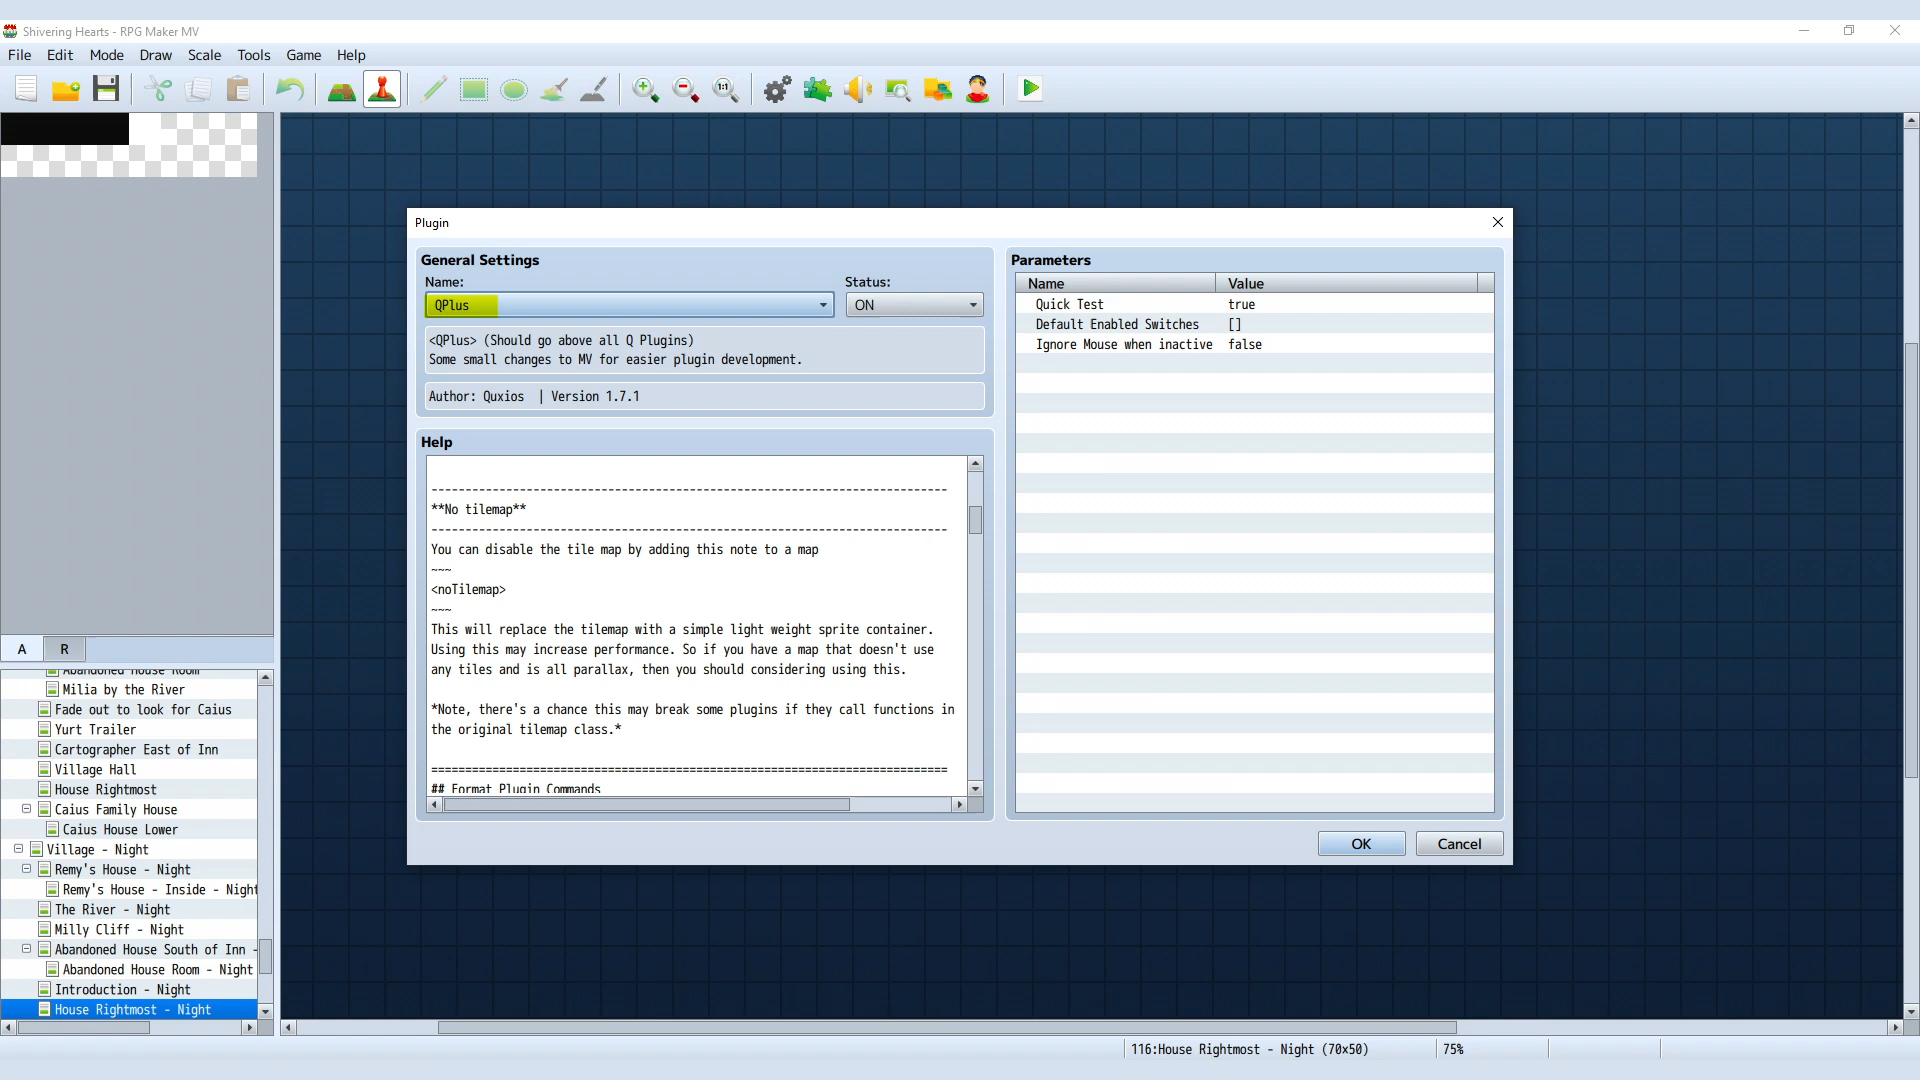 Shivering Hearts - RPG Maker MV
File Edit Mode Draw Scale Tools Game Help
1:1
Plugin
General Settings
Name:
Status:
QPlus
ON
<QPlus> (Should go above all Q Plugins)
Some small changes to MV for easier plugin development.
Author: Quxios | Version 1.7.1
Help
--------------------------------------------------------------------------------
**No tilemap**
--------------------------------------------------------------------------------
You can disable the tile map by adding this note to a map
~~~
<noTilemap>
~~~
This will replace the tilemap with a simple light weight sprite container.
Using this may increase performance. So if you have a map that doesn't use
any tiles and is all parallax, then you should considering using this.
*Note, there's a chance this may break some plugins if they call functions in
the original tilemap class.*
================================================================================
## Format Plugin Commands
Parameters
Name Value
Quick Test true
Default Enabled Switches []
Ignore Mouse when inactive false
OK Cancel
A R
Abandoned House Room
Milia by the River
Fade out to look for Caius
Yurt Trailer
Cartographer East of Inn
Village Hall
House Rightmost
Caius Family House
Caius House Lower
Village - Night
Remy's House - Night
Remy's House - Inside - Night
The River - Night
Milly Cliff - Night
Abandoned House South of Inn -
Abandoned House Room - Night
Introduction - Night
House Rightmost - Night
116:House Rightmost - Night (70x50) 75%